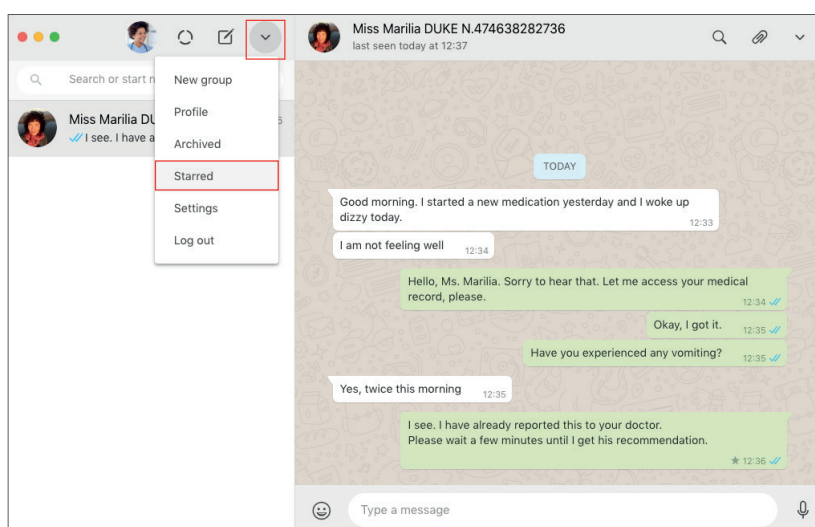 Miss Marilia DUKE N.474638282736
last seen today at 12:37
Search or start n
New group
Profile
Archived
Starred
Settings
Log out
Miss Marilia DU
I see. I have a
TODAY
Good morning. I started a new medication yesterday and I woke up
dizzy today.
12:33
I am not feeling well 12:34
Hello, Ms. Marilia. Sorry to hear that. Let me access your medical
record, please.
12:34
Okay, I got it. 12:35
Have you experienced any vomiting? 12:35
Yes, twice this morning 12:35
I see. I have already reported this to your doctor.
Please wait a few minutes until I get his recommendation.
12:36
Type a message